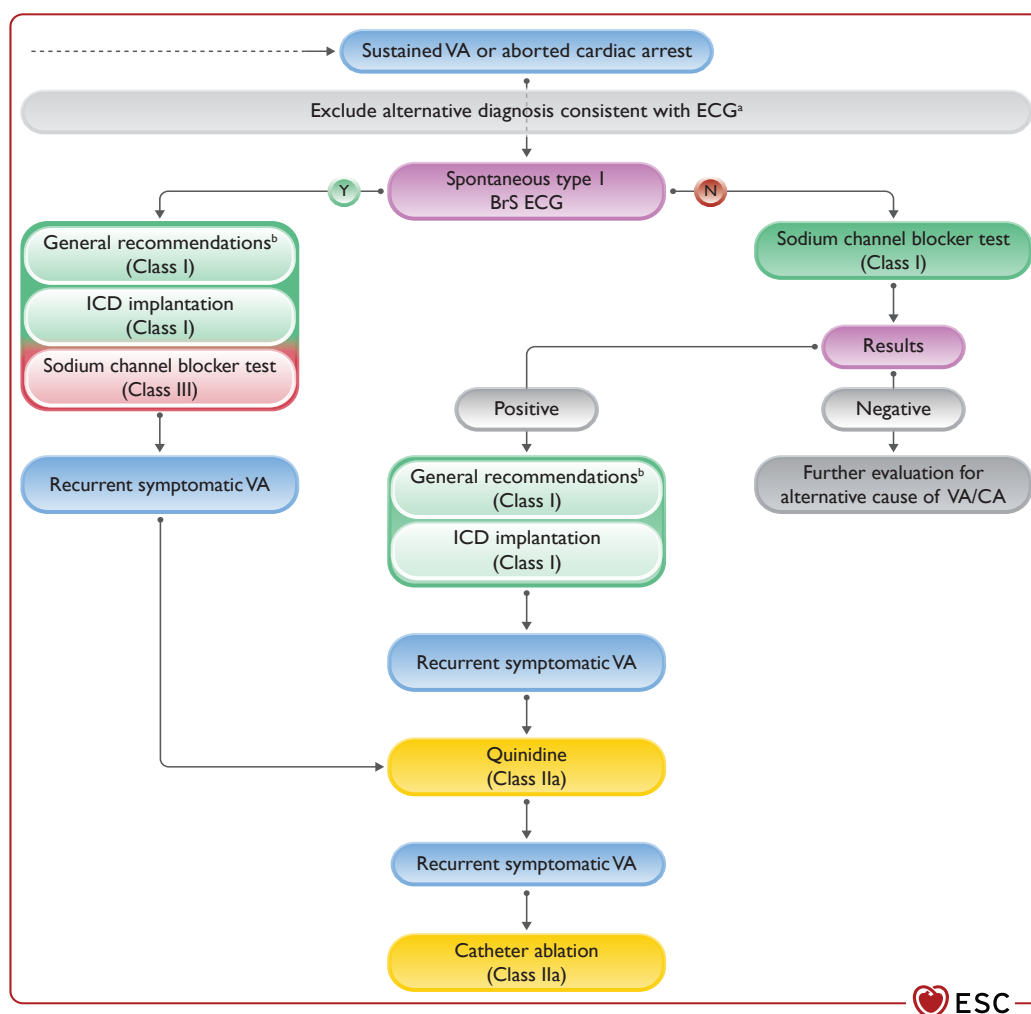 Sustained VA or aborted cardiac arrest
Exclude alternative diagnosis consistent with ECGᵃ
Spontaneous type 1
BrS ECG
Y
N
General recommendationsᵇ
(Class I)
ICD implantation
(Class I)
Sodium channel blocker test
(Class III)
Sodium channel blocker test
(Class I)
Results
Positive
Negative
Recurrent symptomatic VA
General recommendationsᵇ
(Class I)
ICD implantation
(Class I)
Further evaluation for
alternative cause of VA/CA
Recurrent symptomatic VA
Quinidine
(Class IIa)
Recurrent symptomatic VA
Catheter ablation
(Class IIa)
ESC